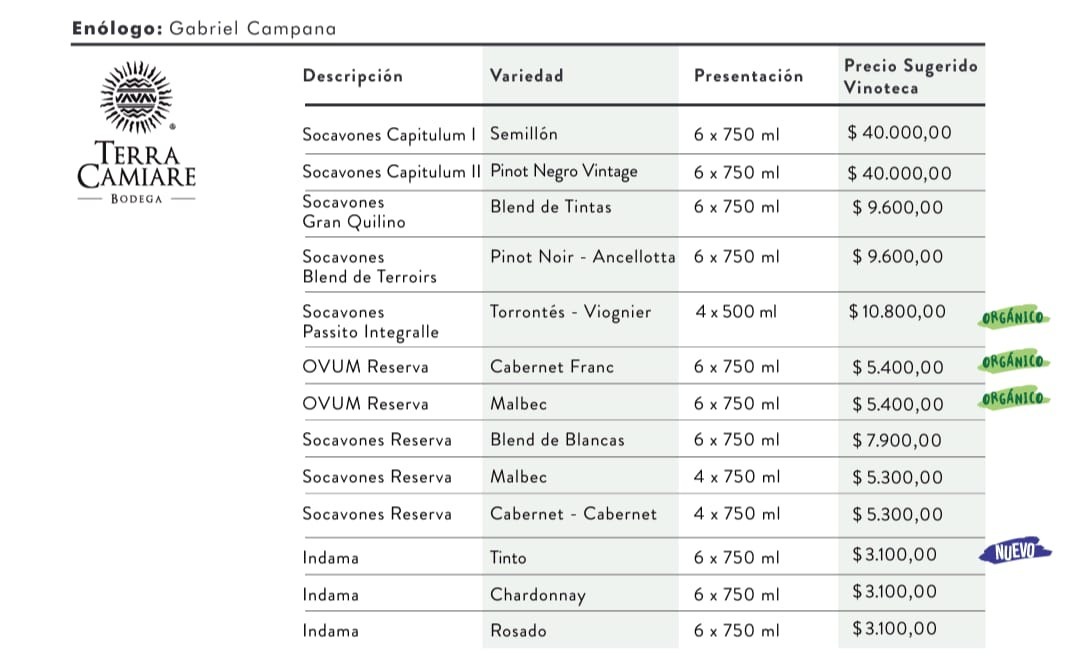 Enólogo: Gabriel Campana
TERRA
CAMIARE
BODEGA
Descripción Variedad Presentación Precio Sugerido Vinoteca
Socavones Capitulum I Semillón 6 x 750 ml $ 40.000,00
Socavones Capitulum II Pinot Negro Vintage 6 x 750 ml $ 40.000,00
Socavones
Gran Quilino Blend de Tintas 6 x 750 ml $ 9.600,00
Socavones
Blend de Terroirs Pinot Noir - Ancellotta 6 x 750 ml $ 9.600,00
Socavones
Passito Integralle Torrontés - Viognier 4 x 500 ml $ 10.800,00 ORGÁNICO
OVUM Reserva Cabernet Franc 6 x 750 ml $ 5.400,00 ORGÁNICO
OVUM Reserva Malbec 6 x 750 ml $ 5.400,00 ORGÁNICO
Socavones Reserva Blend de Blancas 6 x 750 ml $ 7.900,00
Socavones Reserva Malbec 4 x 750 ml $ 5.300,00
Socavones Reserva Cabernet - Cabernet 4 x 750 ml $ 5.300,00
Indama Tinto 6 x 750 ml $ 3.100,00 NUEVO
Indama Chardonnay 6 x 750 ml $ 3.100,00
Indama Rosado 6 x 750 ml $ 3.100,00